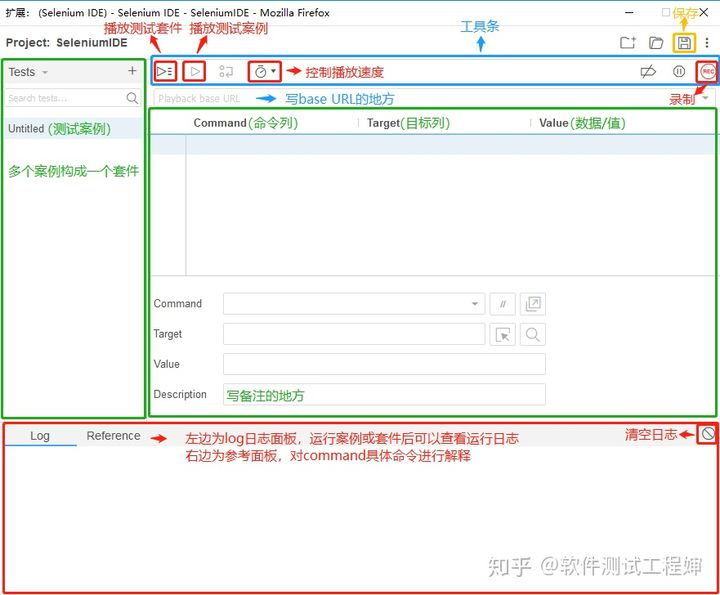 扩展： (Selenium IDE) - Selenium IDE - SeleniumIDE - Mozilla Firefox
保存
播放测试套件 播放测试案例
工具条
Project: SeleniumIDE
Tests
控制播放速度
REC
Search tests...
Playback base URL
写base URL的地方
录制
Untitled (测试案例)
Command(命令列)
Target(目标列)
Value(数据/值)
多个案例构成一个套件
Command
//
Target
Value
Description
写备注的地方
Log
Reference
左边为log日志面板，运行案例或套件后可以查看运行日志
右边为参考面板，对command具体命令进行解释
清空日志
知乎 @软件测试工程婶